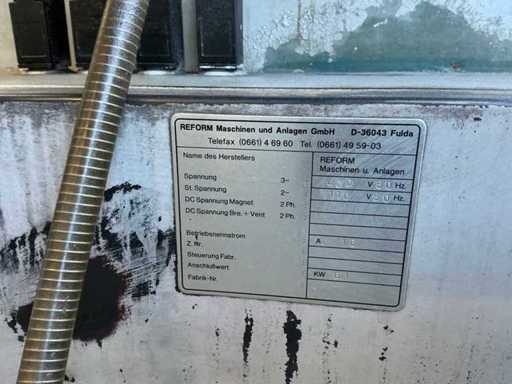 REFORM Maschinen und Anlagen GmbH D-36043 Fulda
Telefax (0661) 4 69 60 Tel. (0661) 49 59-03
Name des Herstellers REFORM
Maschinen u. Anlagen
Spannung 3~ V Hz.
St. Spannung 2~ V Hz.
DC Spannung Magnet 2 Ph.
DC Spannung Bre. + Vent 2 Ph.
Betriebsnennstrom A
Z. Nr.
Steuerung Fabr.
Anschlußwert KW
Fabrik-Nr.